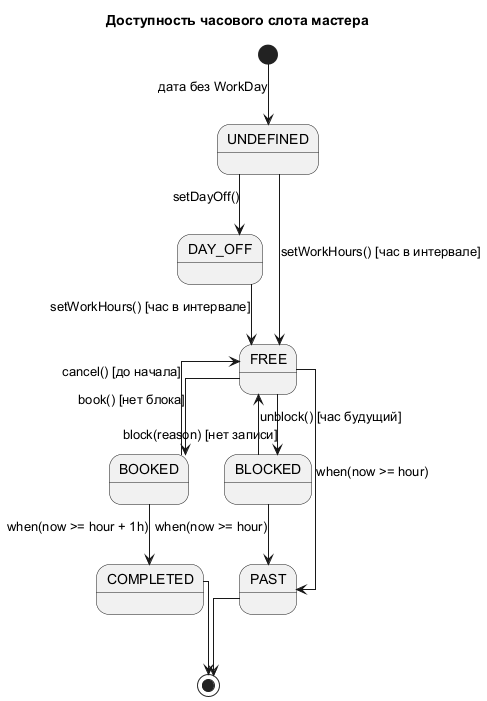 Доступность часового слота мастера
дата без WorkDay
UNDEFINED
setDayOff()
DAY_OFF
setWorkHours() [час в интервале]
setWorkHours() [час в интервале]
FREE
cancel() [до начала]
book() [нет блока]
unblock() [час будущий]
block(reason) [нет записи]
BOOKED
BLOCKED
when(now >= hour)
when(now >= hour + 1h)
when(now >= hour)
COMPLETED
PAST